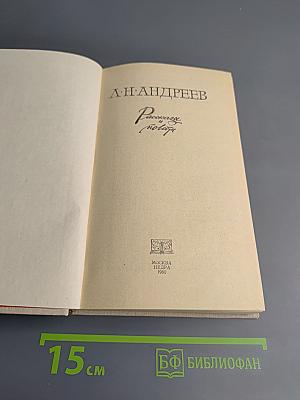 Л·Н·АНДРЕЕВ
Рассказы
и
повести
МОСКВА
НЕДРА
15 см
БФ БИБЛИОФАН